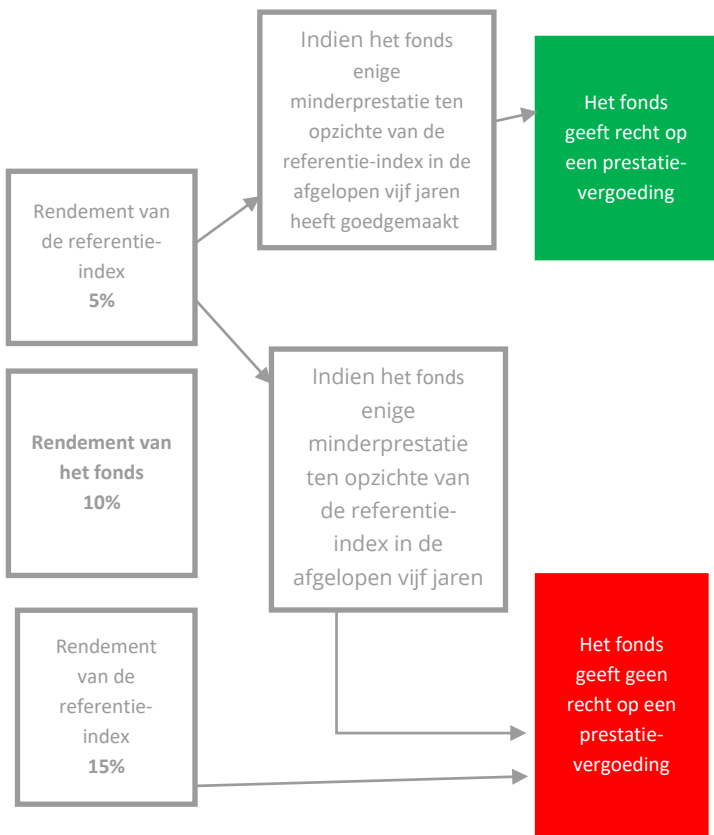 Indien het fonds
enige
minderprestatie ten
opzichte van de
referentie-index in de
afgelopen vijf jaren
heeft goedgemaakt
Het fonds
geeft recht op
een prestatie-
vergoeding
Rendement van
de referentie-
index
5%
Indien het fonds
enige
minderprestatie
ten opzichte van
de referentie-
index in de
afgelopen vijf jaren
Rendement van
het fonds
10%
Rendement
van de
referentie-
index
15%
Het fonds
geeft geen
recht op een
prestatie-
vergoeding